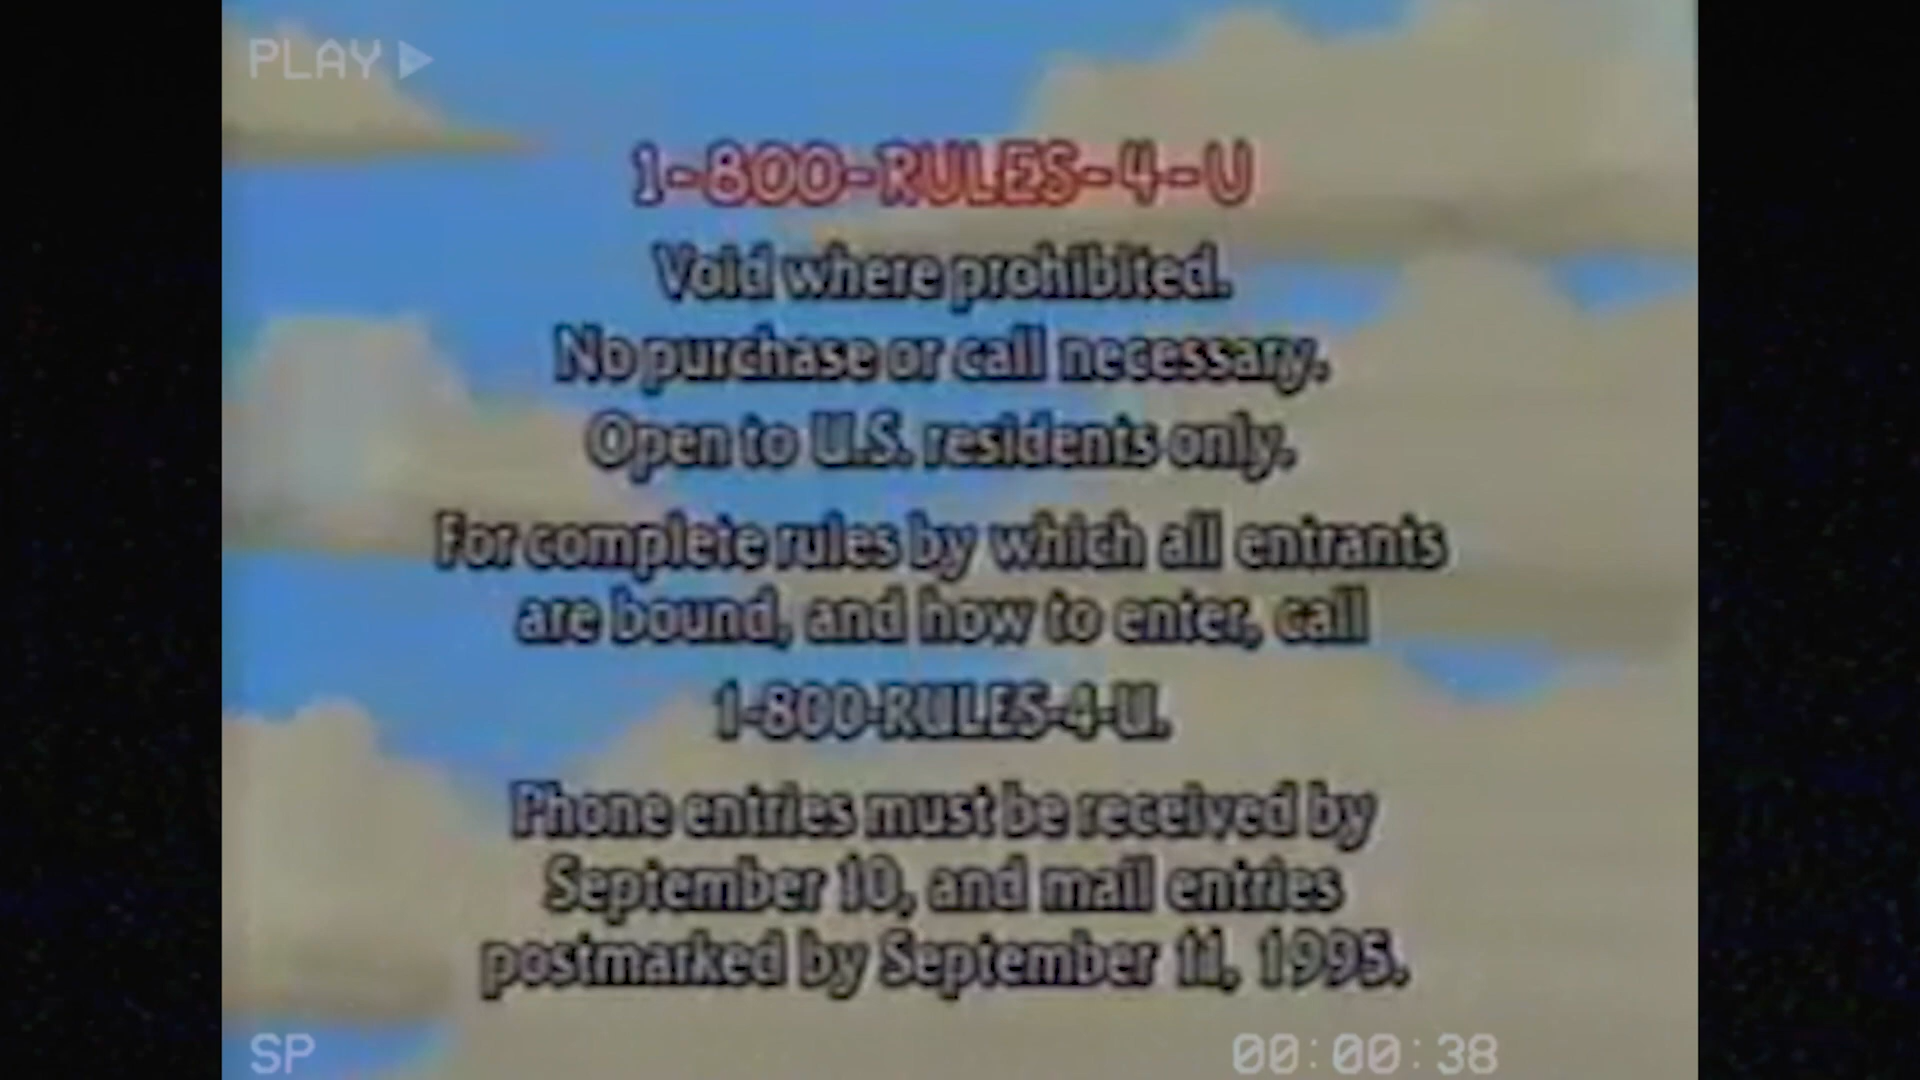 PLAY
1-800-RULES-4-U
Void where prohibited.
No purchase or call necessary.
Open to U.S. residents only.
For complete rules by which all entrants
are bound, and how to enter, call
1-800-RULES-4-U.
Phone entries must be received by
September 10, and mail entries
postmarked by September 11, 1995.
SP
00:00:38